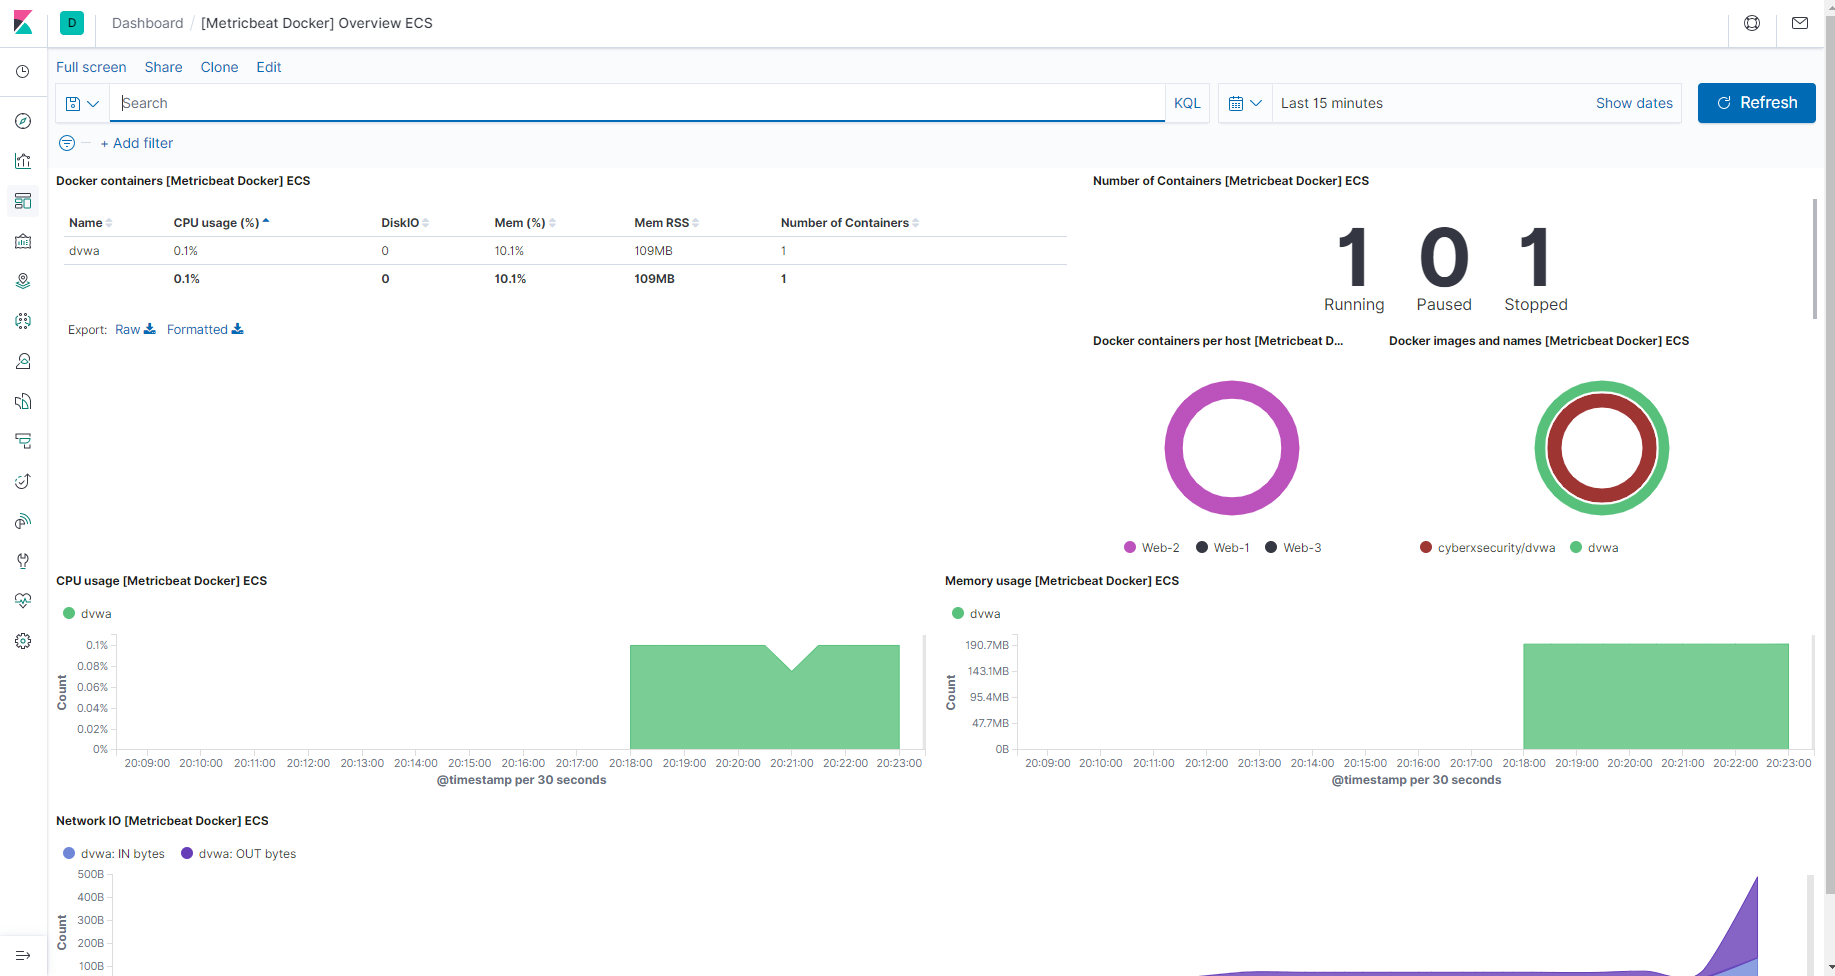 D Dashboard / [Metricbeat Docker] Overview ECS
Full screen Share Clone Edit
Search KQL Last 15 minutes Show dates Refresh
+ Add filter
Docker containers [Metricbeat Docker] ECS
Name CPU usage (%) DiskIO Mem (%) Mem RSS Number of Containers
dvwa 0.1% 0 10.1% 109MB 1
0.1% 0 10.1% 109MB 1
Export: Raw Formatted
Number of Containers [Metricbeat Docker] ECS
1 0 1
Running Paused Stopped
Docker containers per host [Metricbeat D...
Web-2 Web-1 Web-3
Docker images and names [Metricbeat Docker] ECS
cyberxsecurity/dvwa dvwa
CPU usage [Metricbeat Docker] ECS
dvwa
0.1%
0.08%
0.06%
0.04%
0.02%
0%
Count
20:09:00 20:10:00 20:11:00 20:12:00 20:13:00 20:14:00 20:15:00 20:16:00 20:17:00 20:18:00 20:19:00 20:20:00 20:21:00 20:22:00 20:23:00
@timestamp per 30 seconds
Memory usage [Metricbeat Docker] ECS
dvwa
190.7MB
143.1MB
95.4MB
47.7MB
0B
Count
20:09:00 20:10:00 20:11:00 20:12:00 20:13:00 20:14:00 20:15:00 20:16:00 20:17:00 20:18:00 20:19:00 20:20:00 20:21:00 20:22:00 20:23:00
@timestamp per 30 seconds
Network IO [Metricbeat Docker] ECS
dvwa: IN bytes dvwa: OUT bytes
500B
400B
300B
200B
100B
Count